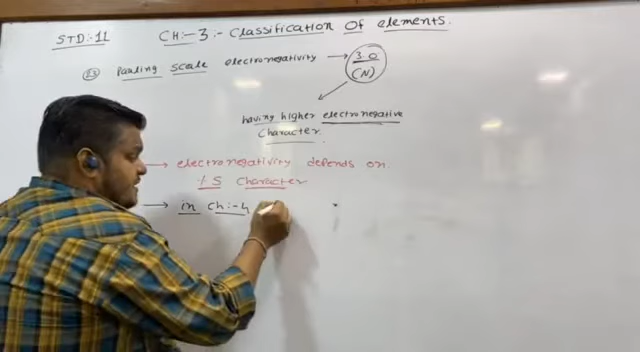 STD:-11
CH:-3:- Classification Of elements.
(23) Pauling Scale electronegativity → 3.0
(N)
having higher electronegative
Character.
→ electronegativity depends on
% S Character
→ in Ch:-4